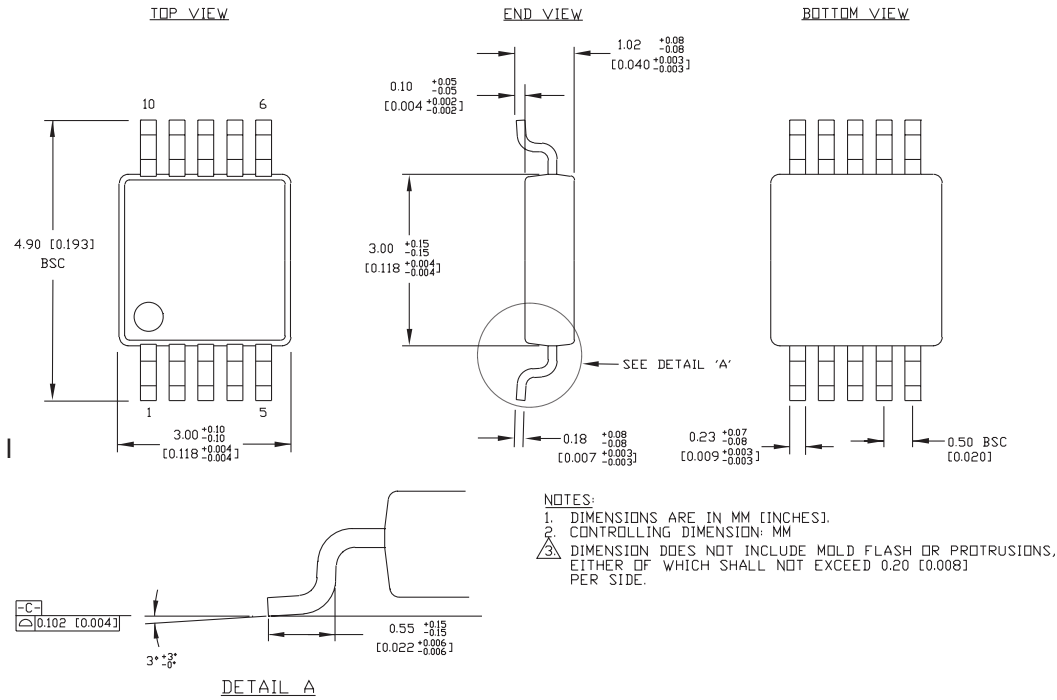 TOP VIEW
END VIEW
BOTTOM VIEW
1.02 +0.08 -0.08
[0.040 +0.003 -0.003]
0.10 +0.05 -0.05
[0.004 +0.002 -0.002]
10 6
4.90 [0.193]
BSC
3.00 +0.15 -0.15
[0.118 +0.004 -0.004]
SEE DETAIL 'A'
1 5
3.00 +0.10 -0.10
[0.118 +0.004 -0.004]
0.18 +0.08 -0.08
[0.007 +0.003 -0.003]
0.23 +0.07 -0.08
[0.009 +0.003 -0.003]
0.50 BSC
[0.020]
NOTES:
1. DIMENSIONS ARE IN MM [INCHES].
2. CONTROLLING DIMENSION: MM
3. DIMENSION DOES NOT INCLUDE MOLD FLASH OR PROTRUSIONS,
EITHER OF WHICH SHALL NOT EXCEED 0.20 [0.008]
PER SIDE.
-C-
0.102 [0.004]
3° +3° -0°
0.55 +0.15 -0.15
[0.022 +0.006 -0.006]
DETAIL A